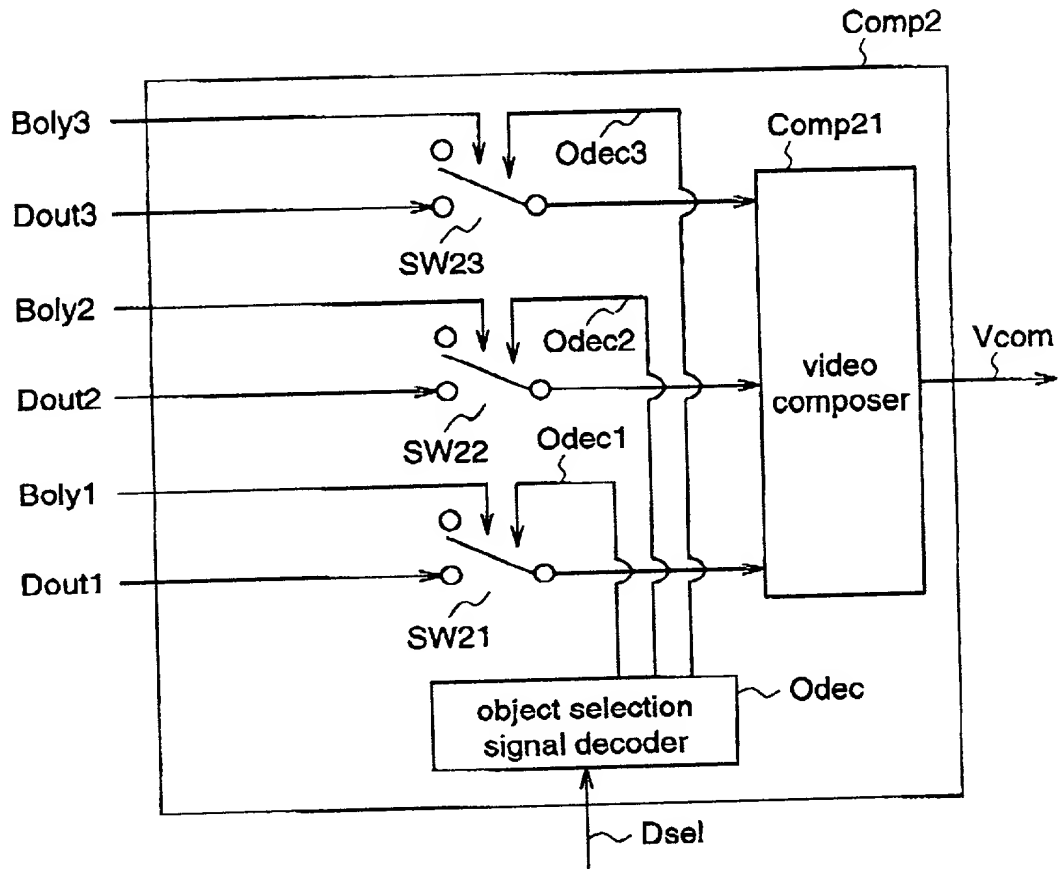 Comp2
Boly3
Odec3
Comp21
Dout3
SW23
Boly2
Odec2
Vcom
video
composer
Dout2
SW22
Odec1
Boly1
Dout1
SW21
Odec
object selection
signal decoder
Dsel